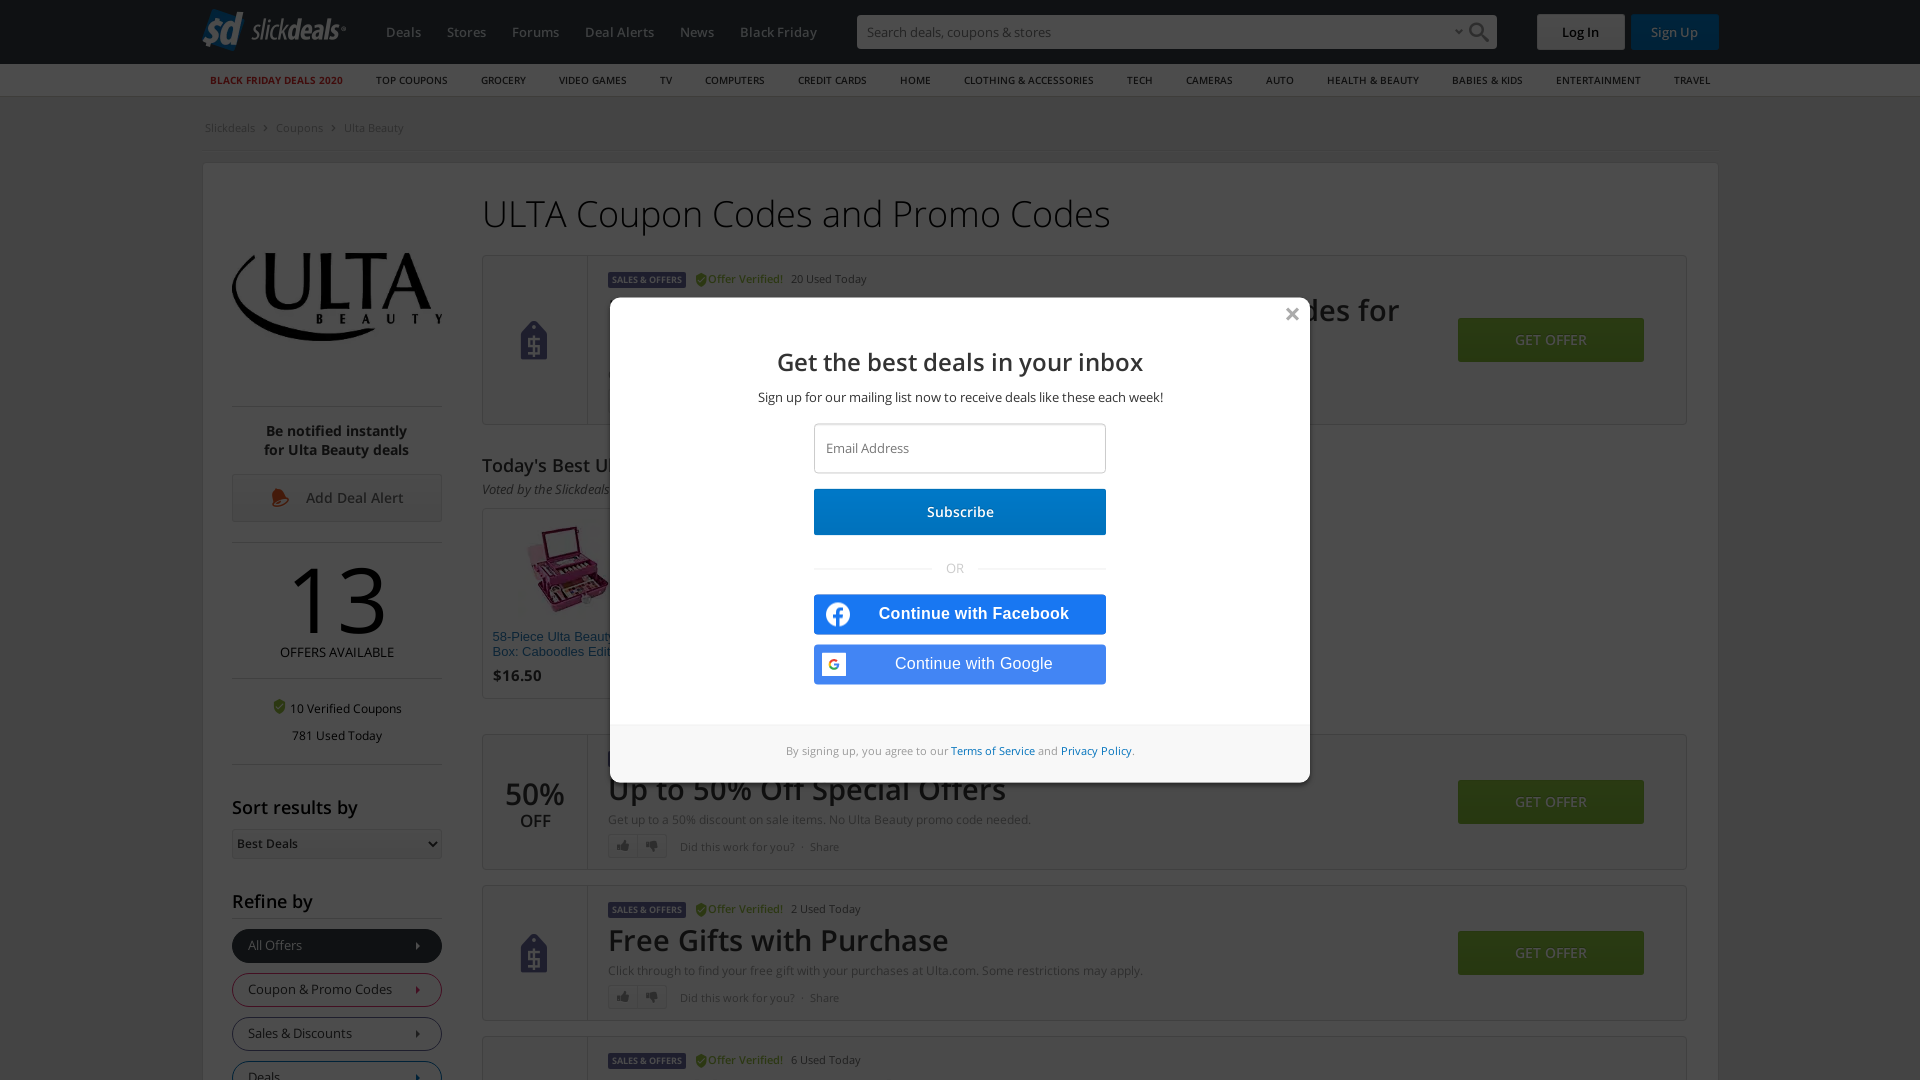 sd slickdeals
Deals
Stores
Forums
Deal Alerts
News
Black Friday
Search deals, coupons & stores
Log In
Sign Up
BLACK FRIDAY DEALS 2020
TOP COUPONS
GROCERY
VIDEO GAMES
TV
COMPUTERS
CREDIT CARDS
HOME
CLOTHING & ACCESSORIES
TECH
CAMERAS
AUTO
HEALTH & BEAUTY
BABIES & KIDS
ENTERTAINMENT
TRAVEL
Slickdeals
Coupons
Ulta Beauty
ULTA
BEAUTY
Be notified instantly
for Ulta Beauty deals
Add Deal Alert
13
OFFERS AVAILABLE
10 Verified Coupons
781 Used Today
Sort results by
Best Deals
Refine by
All Offers
Coupon & Promo Codes
Sales & Discounts
Deals
ULTA Coupon Codes and Promo Codes
SALES & OFFERS
Offer Verified!
20 Used Today
des for
GET OFFER
Today's Best Ul
Voted by the Slickdeals
58-Piece Ulta Beauty
Box: Caboodles Edit
$16.50
Get the best deals in your inbox
Sign up for our mailing list now to receive deals like these each week!
Email Address
Subscribe
OR
Continue with Facebook
Continue with Google
By signing up, you agree to our Terms of Service and Privacy Policy.
50%
OFF
Up to 50% Off Special Offers
Get up to a 50% discount on sale items. No Ulta Beauty promo code needed.
Did this work for you? · Share
GET OFFER
SALES & OFFERS
Offer Verified!
2 Used Today
Free Gifts with Purchase
Click through to find your free gift with your purchases at Ulta.com. Some restrictions may apply.
Did this work for you? · Share
GET OFFER
SALES & OFFERS
Offer Verified!
6 Used Today